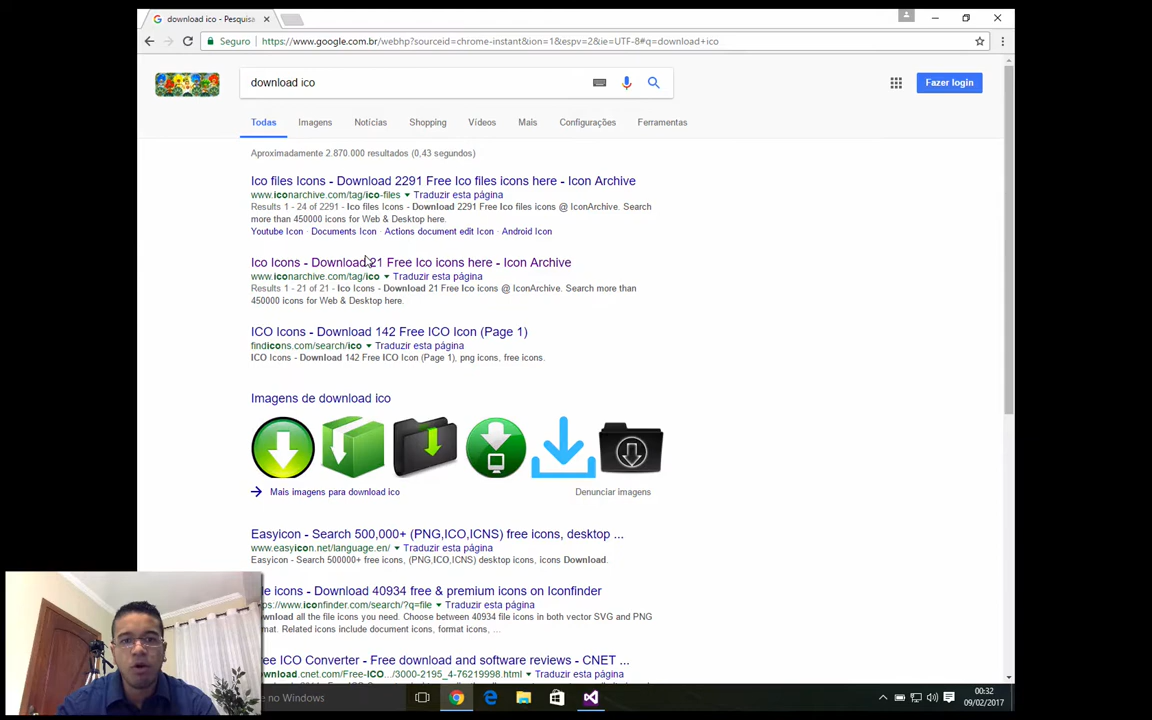 download ico - Pesquisa
Seguro
https://www.google.com.br/webhp?sourceid=chrome-instant&ion=1&espv=2&ie=UTF-8#q=download+ico
download ico
Fazer login
Todas Imagens Notícias Shopping Vídeos Mais Configurações Ferramentas
Aproximadamente 2.870.000 resultados (0,43 segundos)
Ico files Icons - Download 2291 Free Ico files icons here - Icon Archive
www.iconarchive.com/tag/ico-files Traduzir esta página
Results 1 - 24 of 2291 - Ico files Icons - Download 2291 Free Ico files icons @ IconArchive. Search
more than 450000 icons for Web & Desktop here.
Youtube Icon · Documents Icon · Actions document edit Icon · Android Icon
Ico Icons - Download 21 Free Ico icons here - Icon Archive
www.iconarchive.com/tag/ico Traduzir esta página
Results 1 - 21 of 21 - Ico Icons - Download 21 Free Ico icons @ IconArchive. Search more than
450000 icons for Web & Desktop here.
ICO Icons - Download 142 Free ICO Icon (Page 1)
findicons.com/search/ico Traduzir esta página
ICO Icons - Download 142 Free ICO Icon (Page 1), png icons, free icons.
Imagens de download ico
Mais imagens para download ico
Denunciar imagens
Easyicon - Search 500,000+ (PNG,ICO,ICNS) free icons, desktop ...
www.easyicon.net/language.en/ Traduzir esta página
Easyicon - Search 500000+ free icons, (PNG,ICO,ICNS) desktop icons, icons Download.
icons - Download 40934 free & premium icons on Iconfinder
www.iconfinder.com/search/?q=file Traduzir esta página
all the file icons you need. Choose between 40934 file icons in both vector SVG and PNG
Related icons include document icons, format icons, ...
ICO Converter - Free download and software reviews - CNET ...
download.cnet.com/Free-ICO.../3000-2195_4-76219998.html Traduzir esta página
no Windows
00:32
09/02/2017